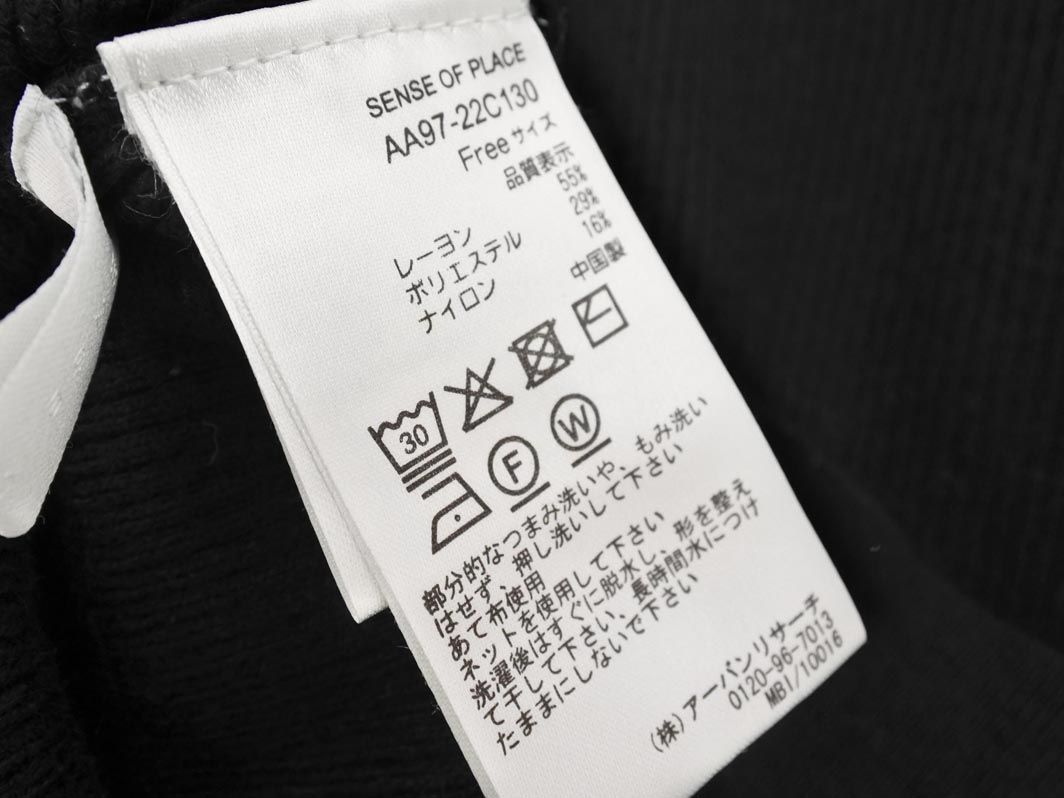 SENSE OF PLACE
AA97-22C130
Freeサイズ
品質表示
レーヨン 55%
ポリエステル 29%
ナイロン 16%
中国製
30
F W
部分的なつまみ洗いや、もみ洗い
はせず、押し洗いして下さい
あて布使用
ネットを使用して下さい
洗濯後はすぐに脱水し、形を整え
て干して下さい、長時間水につけ
たままにしないで下さい
(株)アーバンリサーチ
0120-96-7013
MBI/10016